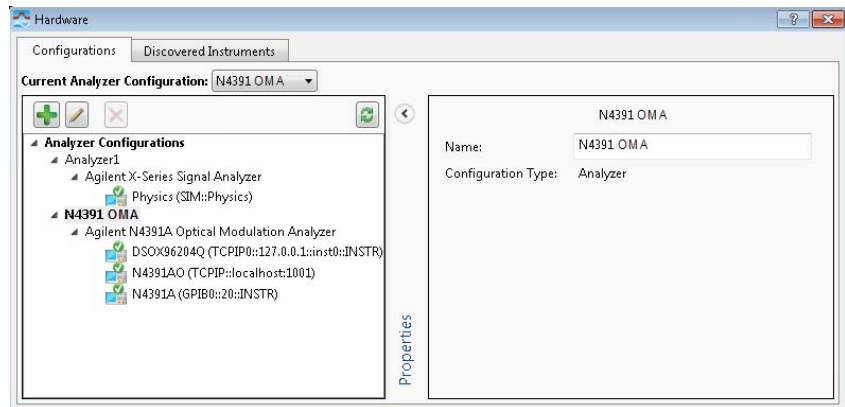 Hardware
Configurations
Discovered Instruments
Current Analyzer Configuration: N4391 OMA
Analyzer Configurations
Analyzer1
Agilent X-Series Signal Analyzer
Physics (SIM::Physics)
N4391 OMA
Agilent N4391A Optical Modulation Analyzer
DSOX96204Q (TCPIP0::127.0.0.1::inst0::INSTR)
N4391AO (TCPIP::localhost:1001)
N4391A (GPIB0::20::INSTR)
Properties
N4391 OMA
Name: N4391 OMA
Configuration Type: Analyzer